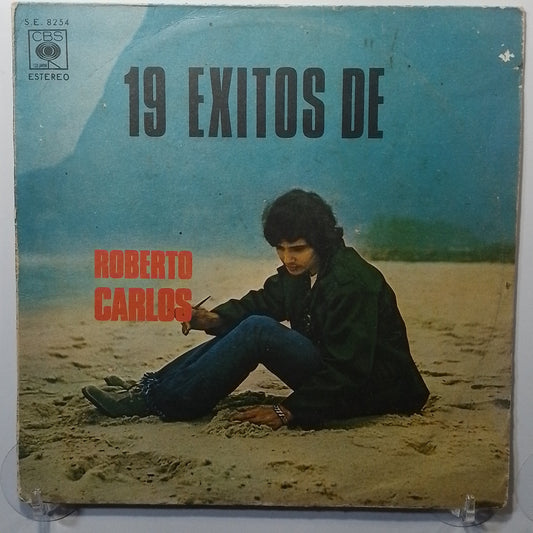 S.E. 8254
CBS
ESTEREO
19 EXITOS DE
ROBERTO
CARLOS